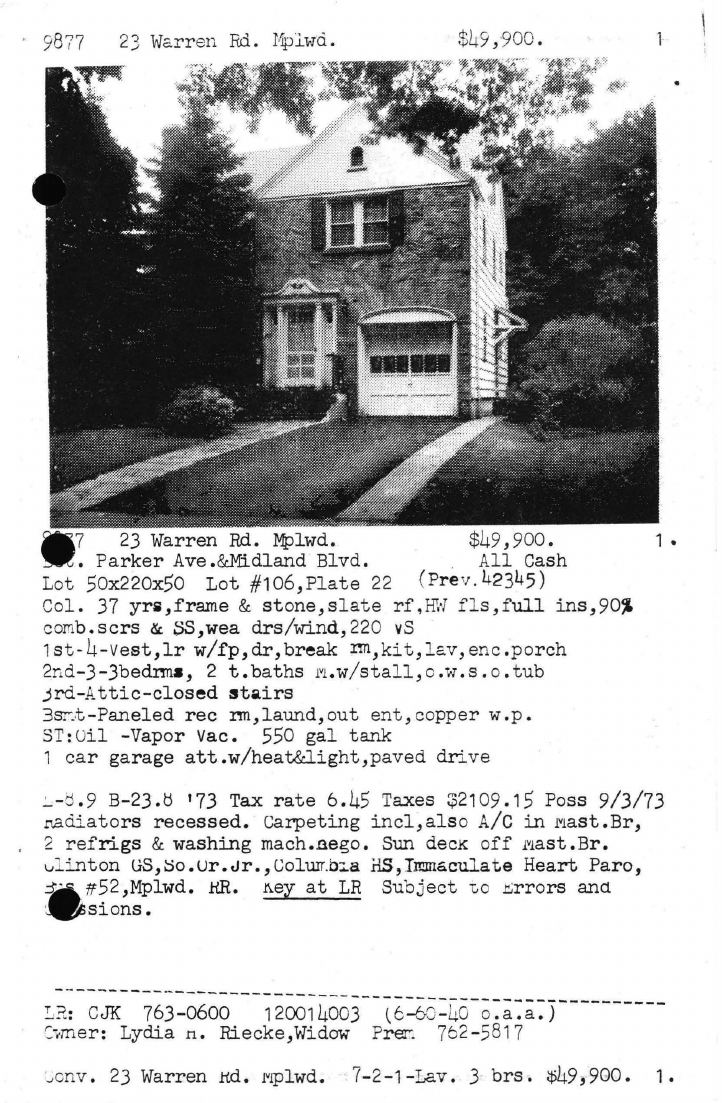 9877 23 Warren Rd. Mplwd. $49,900. 1
23 Warren Rd. Mplwd. $49,900. 1.
Parker Ave.&Midland Blvd. All Cash
Lot 50x220x50 Lot #106,Plate 22 (Prev.42345)
Col. 37 yrs,frame & stone,slate rf,HW fls,full ins,90%
comb.scrs & SS,wea drs/wind,220 vS
1st-4-Vest,lr w/fp,dr,break rm,kit,lav,enc.porch
2nd-3-3bedrms, 2 t.baths M.w/stall,o.w.s.o.tub
3rd-Attic-closed stairs
Bsmt-Paneled rec rm,laund,out ent,copper w.p.
ST:Oil -Vapor Vac. 550 gal tank
1 car garage att.w/heat&light,paved drive
L-8.9 B-23.8 '73 Tax rate 6.45 Taxes $2109.15 Poss 9/3/73
Radiators recessed. Carpeting incl,also A/C in Mast.Br,
2 refrigs & washing mach.nego. Sun deck off Mast.Br.
Clinton GS,So.Or.Jr.,Columbia HS,Immaculate Heart Paro,
Bus #52,Mplwd. RR. Key at LR Subject to Errors and
ssions.
LR: CJK 763-0600 120014003 (6-60-40 o.a.a.)
Owner: Lydia H. Riecke,Widow Prem 762-5817
Conv. 23 Warren Rd. Mplwd. 7-2-1-Lav. 3 brs. $49,900. 1.